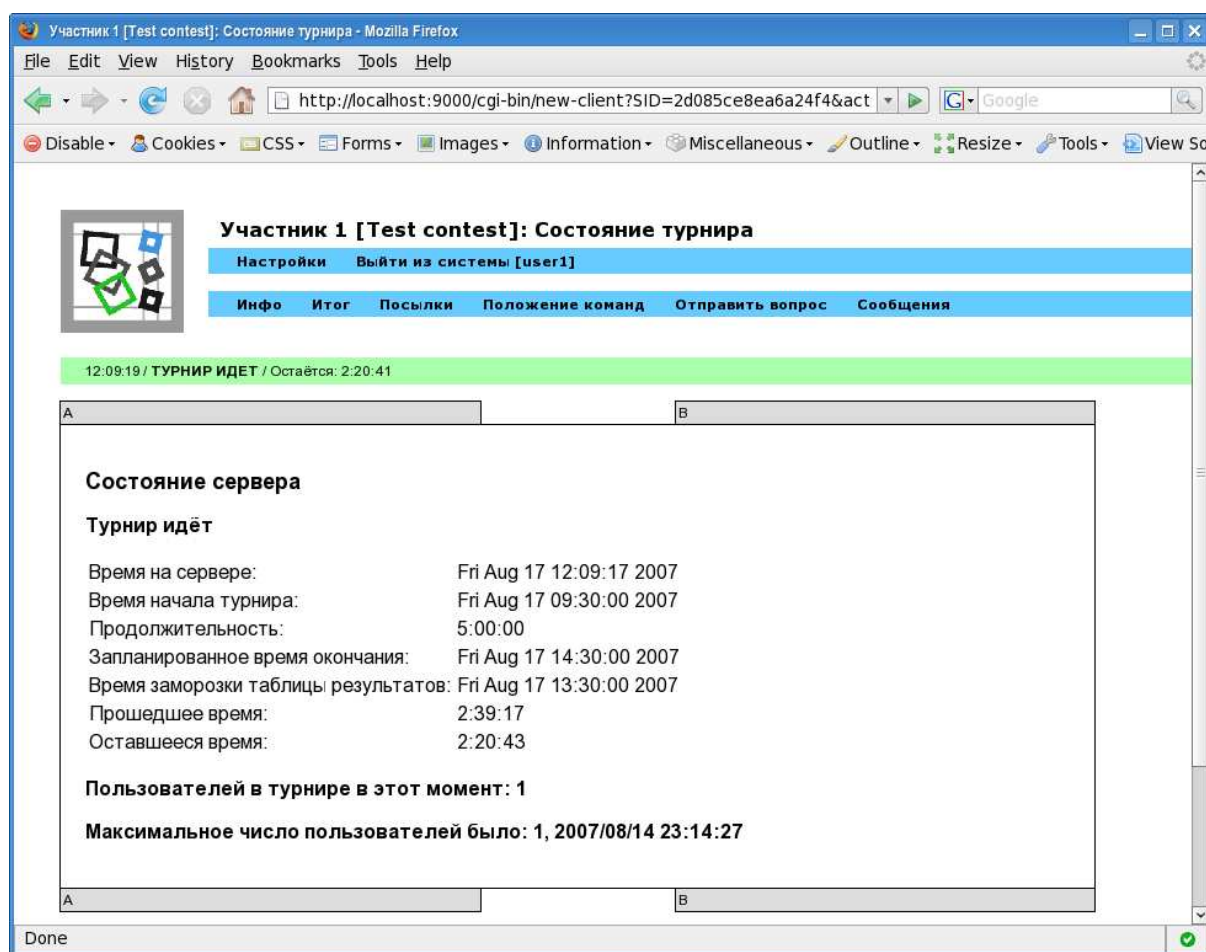 Участник 1 [Test contest]: Состояние турнира - Mozilla Firefox
File Edit View History Bookmarks Tools Help
http://localhost:9000/cgi-bin/new-client?SID=2d085ce8ea6a24f4&act G Google
Disable Cookies CSS Forms Images Information Miscellaneous Outline Resize Tools View So
Участник 1 [Test contest]: Состояние турнира
Настройки Выйти из системы [user1]
Инфо Итог Посылки Положение команд Отправить вопрос Сообщения
12:09:19 / ТУРНИР ИДЕТ / Остаётся: 2:20:41
A B
Состояние сервера
Турнир идёт
Время на сервере: Fri Aug 17 12:09:17 2007
Время начала турнира: Fri Aug 17 09:30:00 2007
Продолжительность: 5:00:00
Запланированное время окончания: Fri Aug 17 14:30:00 2007
Время заморозки таблицы результатов: Fri Aug 17 13:30:00 2007
Прошедшее время: 2:39:17
Оставшееся время: 2:20:43
Пользователей в турнире в этот момент: 1
Максимальное число пользователей было: 1, 2007/08/14 23:14:27
A B
Done